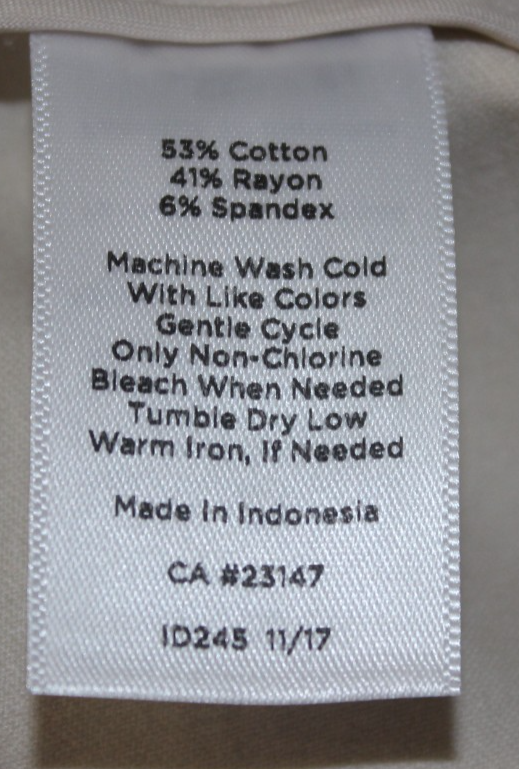 53% Cotton
41% Rayon
6% Spandex
Machine Wash Cold
With Like Colors
Gentle Cycle
Only Non-Chlorine
Bleach When Needed
Tumble Dry Low
Warm Iron, If Needed
Made In Indonesia
CA #23147
ID245 11/17